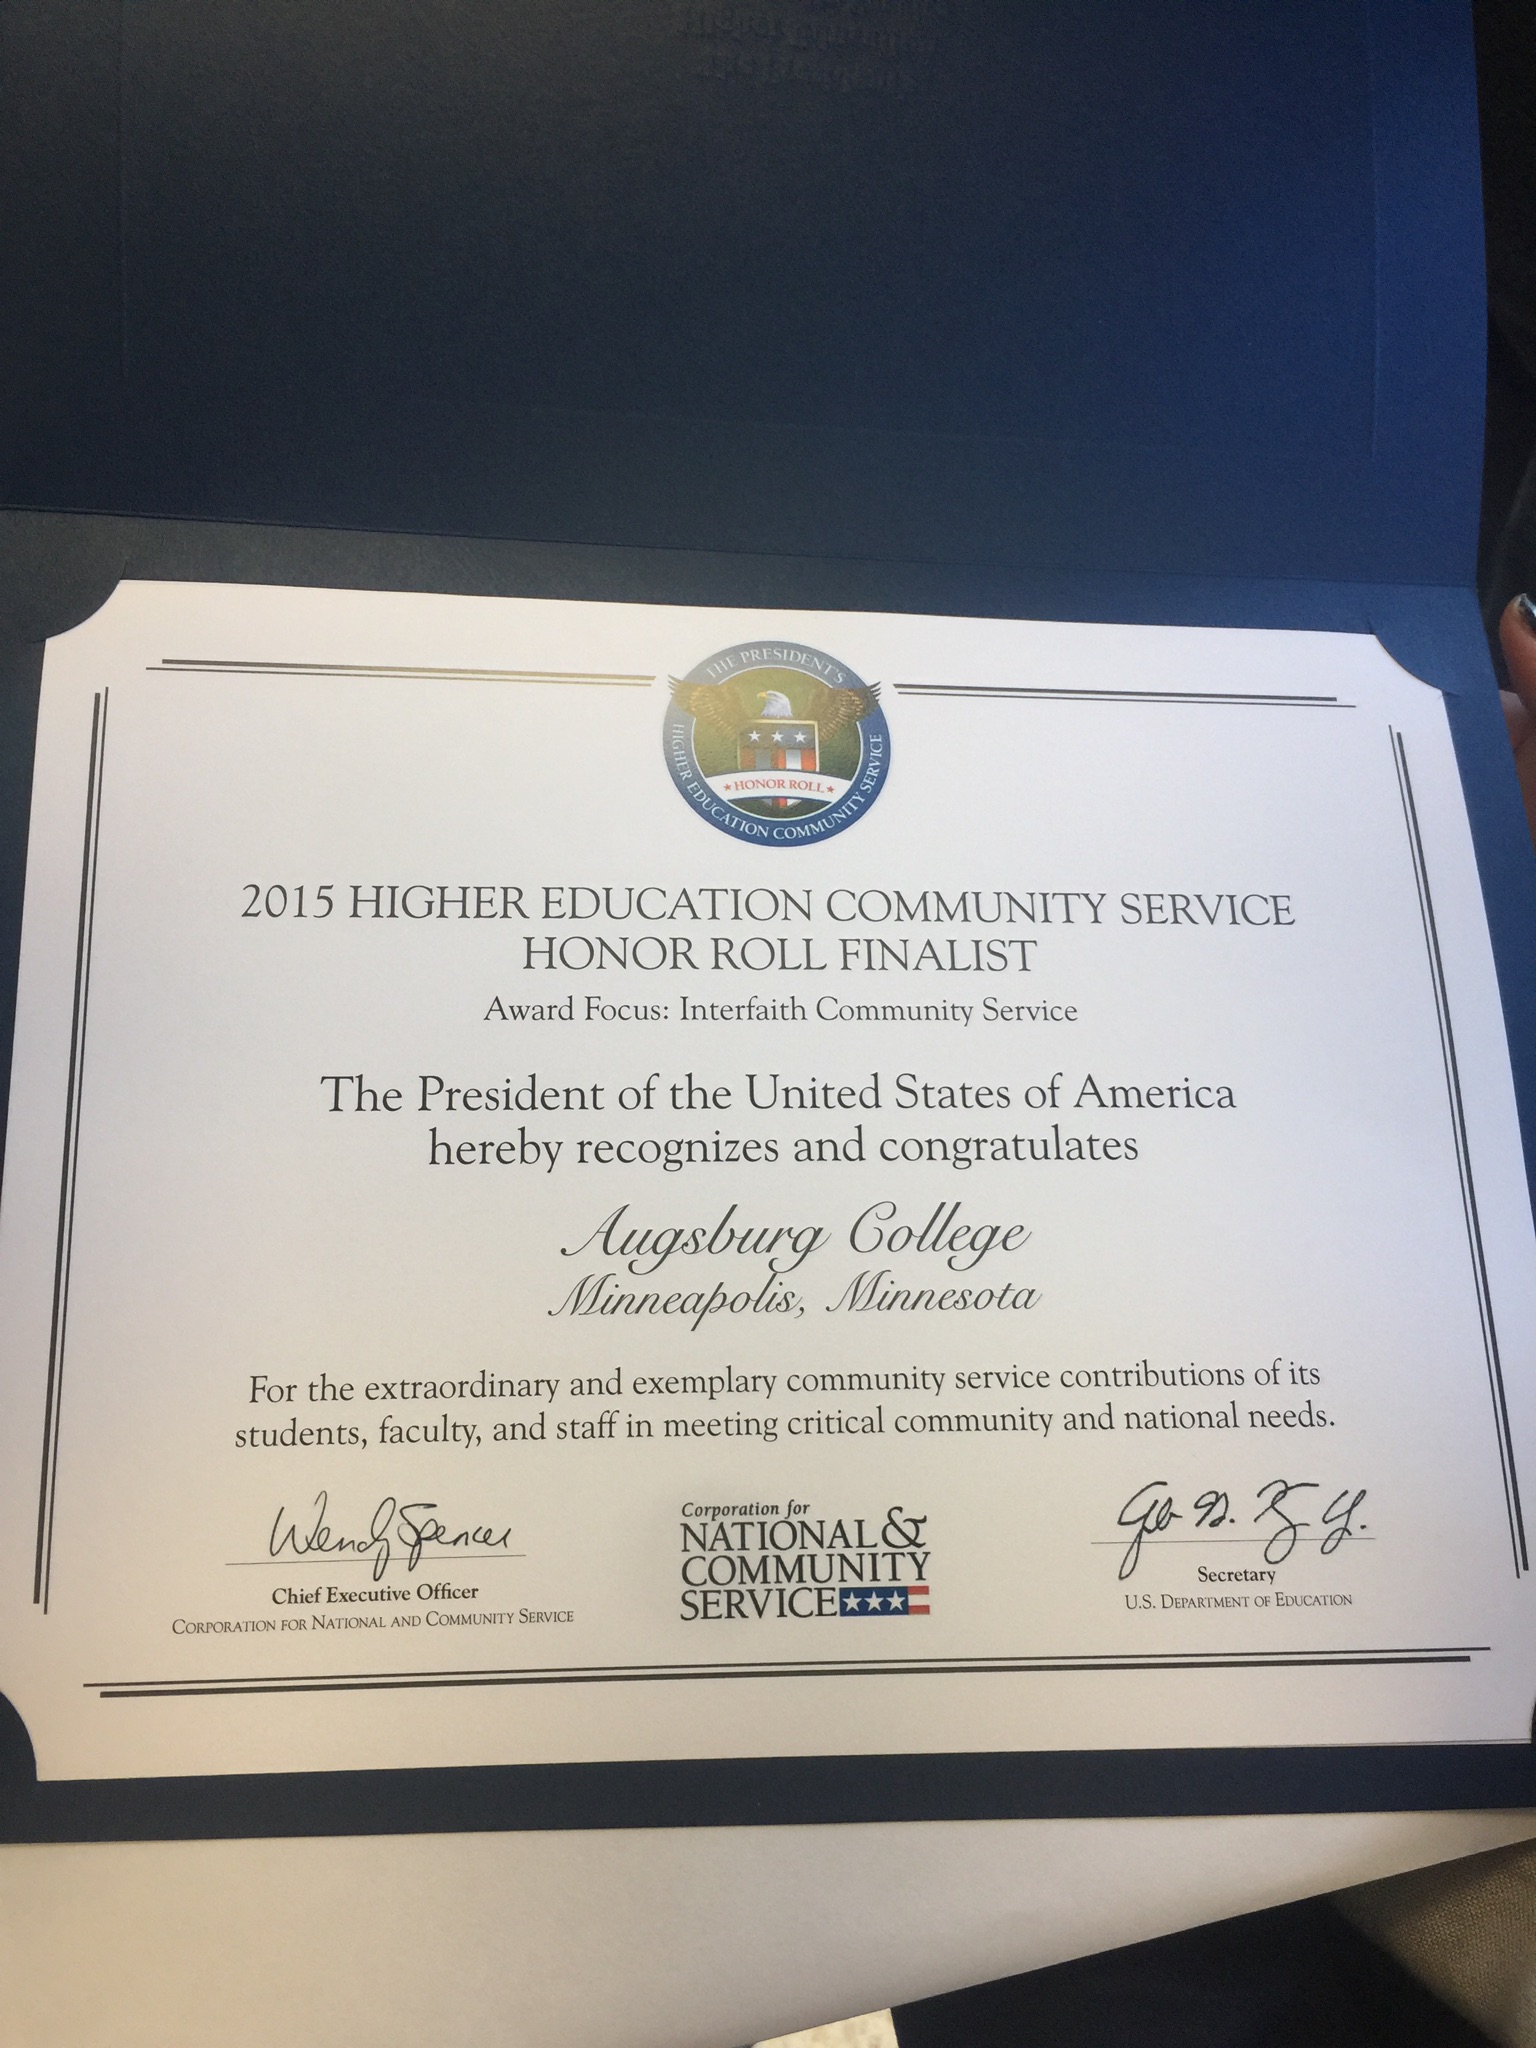 THE PRESIDENT'S
HIGHER EDUCATION COMMUNITY SERVICE
★HONOR ROLL★
2015 HIGHER EDUCATION COMMUNITY SERVICE
HONOR ROLL FINALIST
Award Focus: Interfaith Community Service
The President of the United States of America
hereby recognizes and congratulates
Augsburg College
Minneapolis, Minnesota
For the extraordinary and exemplary community service contributions of its
students, faculty, and staff in meeting critical community and national needs.
Wendy Spencer
Chief Executive Officer
CORPORATION FOR NATIONAL AND COMMUNITY SERVICE
Corporation for
NATIONAL &
COMMUNITY
SERVICE
Secretary
U.S. DEPARTMENT OF EDUCATION